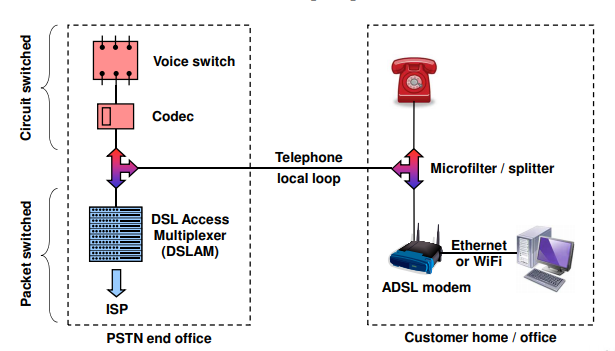 Circuit switched
Packet switched
Voice switch
Codec
DSL Access
Multiplexer
(DSLAM)
ISP
PSTN end office
Telephone
local loop
Microfilter / splitter
Ethernet
or WiFi
ADSL modem
Customer home / office